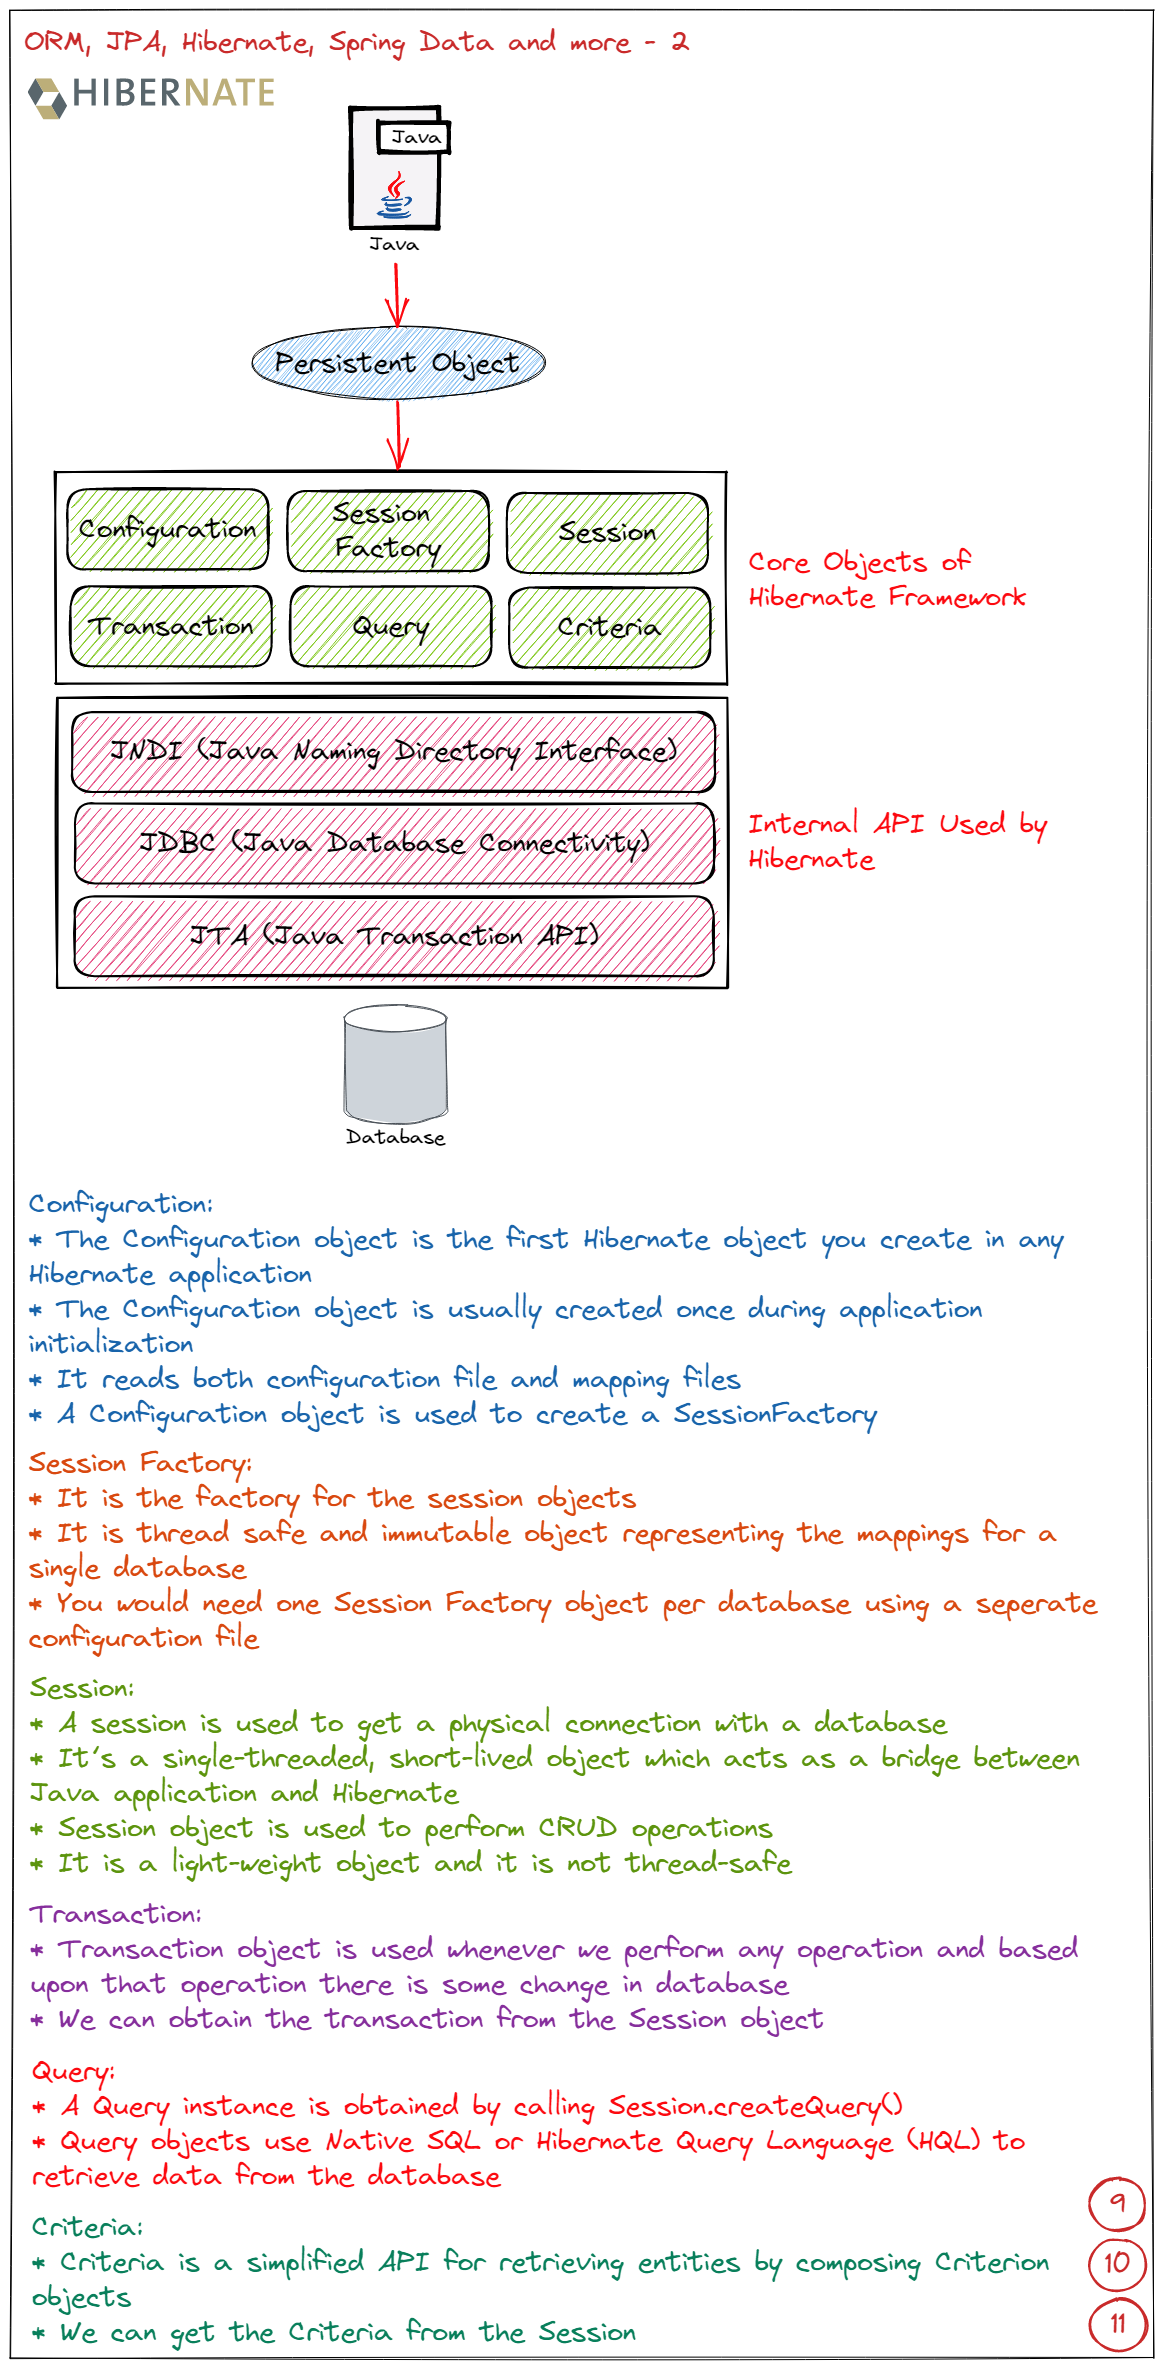 ORM, JPA, Hibernate, Spring Data and more - 2
HIBERNATE
Java
Java
Persistent Object
Configuration
Session
Factory
Session
Transaction
Query
Criteria
Core Objects of
Hibernate Framework
JNDI (Java Naming Directory Interface)
JDBC (Java Database Connectivity)
JTA (Java Transaction API)
Internal API Used by
Hibernate
Database
Configuration:
* The Configuration object is the first Hibernate object you create in any
Hibernate application
* The Configuration object is usually created once during application
initialization
* It reads both configuration file and mapping files
* A Configuration object is used to create a SessionFactory
Session Factory:
* It is the factory for the session objects
* It is thread safe and immutable object representing the mappings for a
single database
* You would need one Session Factory object per database using a seperate
configuration file
Session:
* A session is used to get a physical connection with a database
* It's a single-threaded, short-lived object which acts as a bridge between
Java application and Hibernate
* Session object is used to perform CRUD operations
* It is a light-weight object and it is not thread-safe
Transaction:
* Transaction object is used whenever we perform any operation and based
upon that operation there is some change in database
* We can obtain the transaction from the Session object
Query:
* A Query instance is obtained by calling Session.createQuery()
* Query objects use Native SQL or Hibernate Query Language (HQL) to
retrieve data from the database
Criteria:
* Criteria is a simplified API for retrieving entities by composing Criterion
objects
* We can get the Criteria from the Session
9
10
11